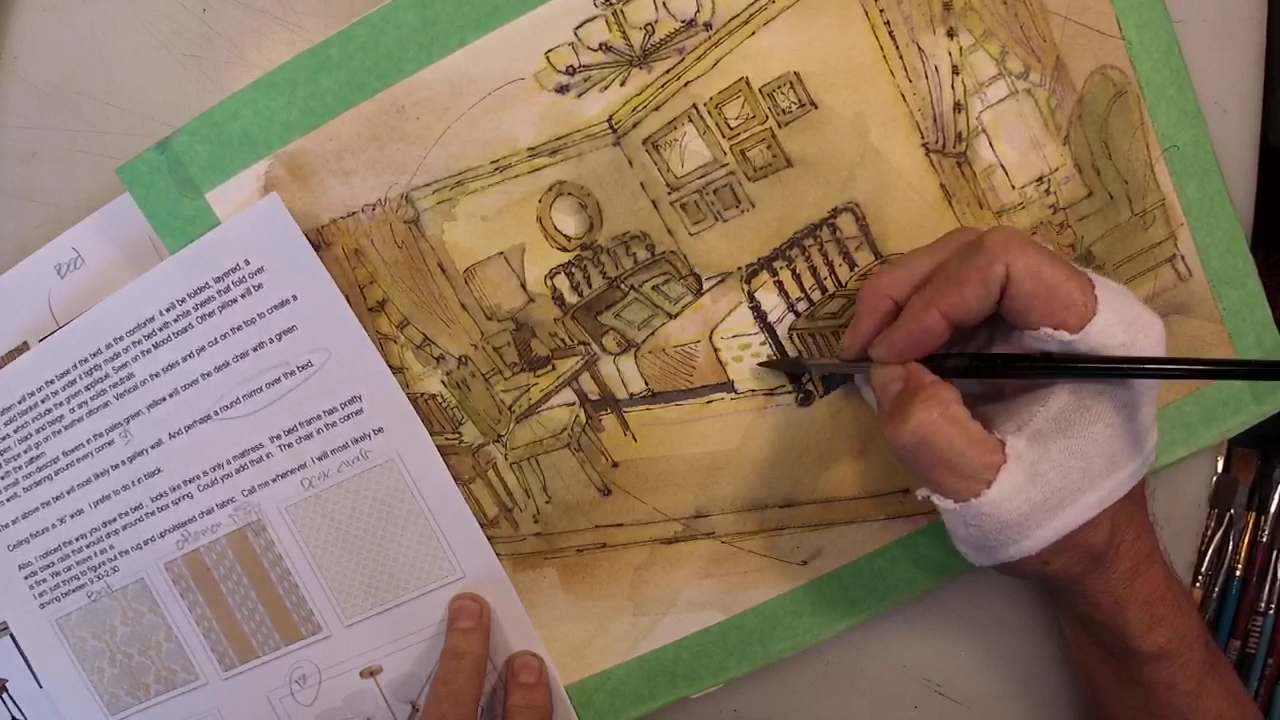 Bed
pattern will be on the base of the bed. as the comforter. it will be folded, layered, a
solid blanket will be under it tightly made on the bed with white sheets that fold over.
which include the green applique. Seen on the Mood board. Other pillow will be
/ black and beige or any solid neutrals
Stripe will go on the leather ottoman. Vertical on the sides and pie cut on the top to create a
with the pattern
small non-descript flowers in the pales green, yellow will cover the desk chair with a green
welt, bordering around every corner
The art above the bed will most likely be a gallery wall. And perhaps a round mirror over the bed
Ceiling fixture a 36" wide. I prefer to do it in black.
Also, I noticed the way you drew the bed, looks like there is only a mattress. the bed frame has pretty
wide black rails that would drop around the box spring. Could you add that in. The chair in the corner
is fine. We can leave it as is.
I am just trying to figure out the rug and upholstered chair fabric. Call me whenever. I will most likely be
driving between 9:30-2:30
Bed
ottoman
Desk chair
17